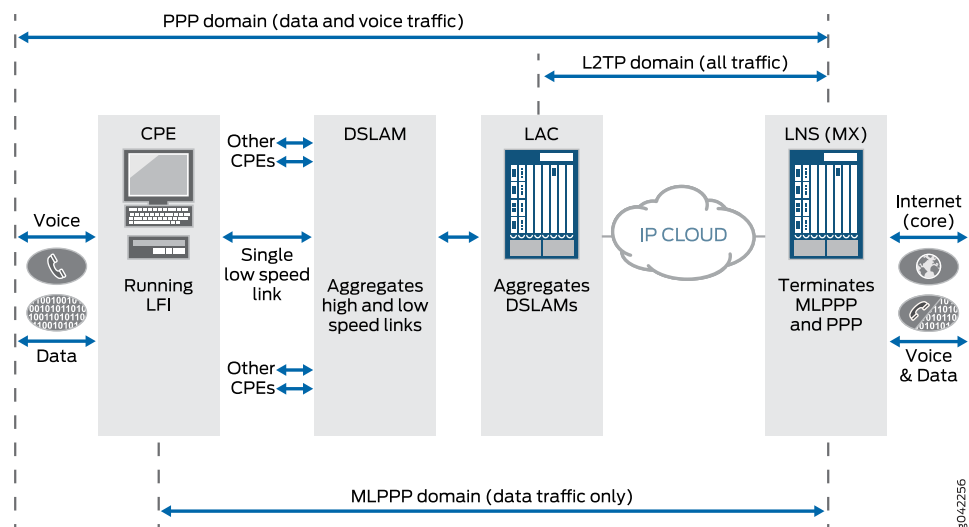 PPP domain (data and voice traffic)
L2TP domain (all traffic)
CPE
Other
CPEs
DSLAM
LAC
LNS (MX)
Voice
Internet
(core)
IP CLOUD
Single
low speed
link
Running
LFI
Aggregates
high and low
speed links
Aggregates
DSLAMs
Terminates
MLPPP
and PPP
Data
Other
CPEs
Voice
& Data
MLPPP domain (data traffic only)